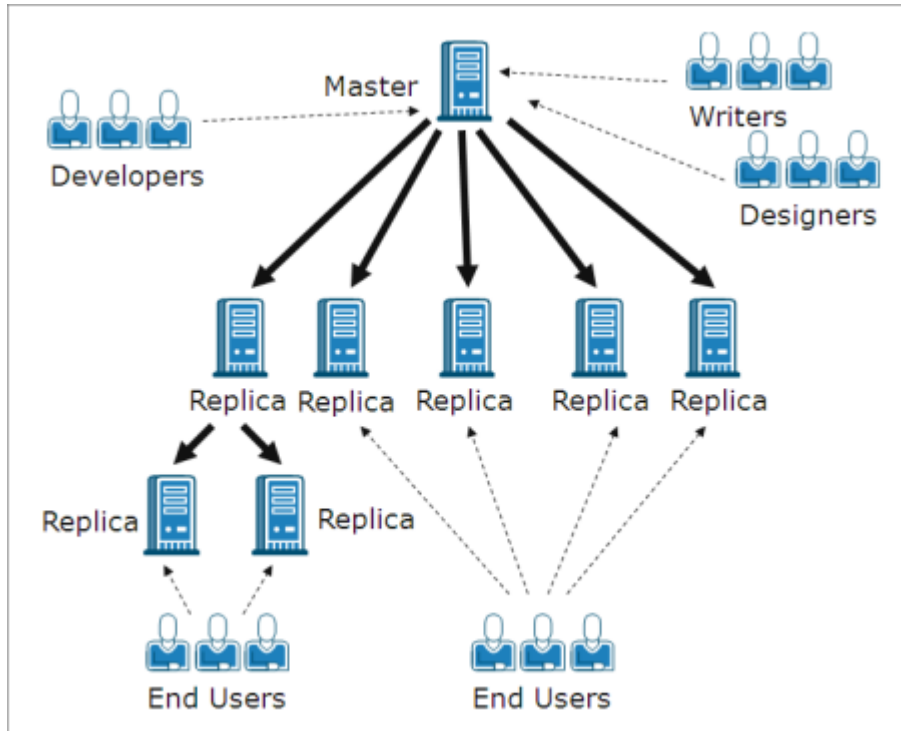 Master
Writers
Developers
Designers
Replica
Replica
Replica
Replica
Replica
Replica
Replica
End Users
End Users